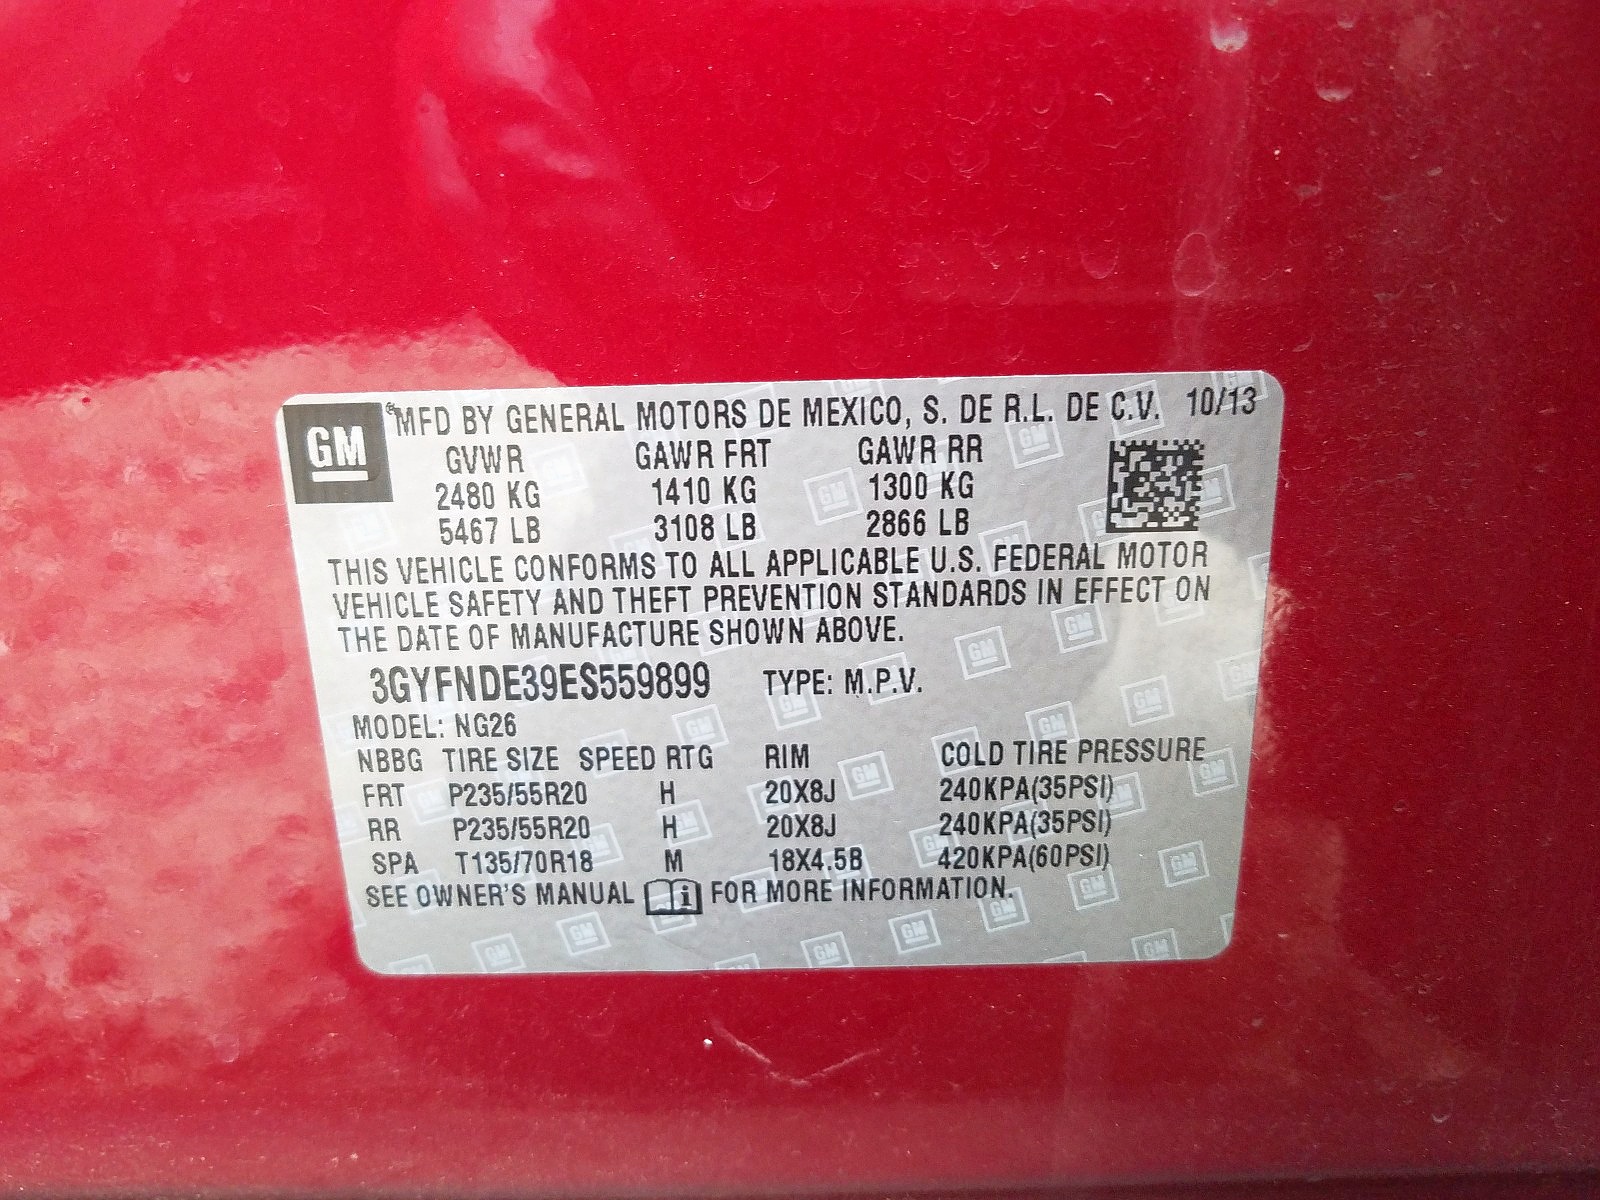 GM
MFD BY GENERAL MOTORS DE MEXICO, S. DE R.L. DE C.V. 10/13
GVWR GAWR FRT GAWR RR
2480 KG 1410 KG 1300 KG
5467 LB 3108 LB 2866 LB
THIS VEHICLE CONFORMS TO ALL APPLICABLE U.S. FEDERAL MOTOR
VEHICLE SAFETY AND THEFT PREVENTION STANDARDS IN EFFECT ON
THE DATE OF MANUFACTURE SHOWN ABOVE.
3GYFNDE39ES559899 TYPE: M.P.V.
MODEL: NG26
NBBG TIRE SIZE SPEED RTG RIM COLD TIRE PRESSURE
FRT P235/55R20 H 20X8J 240KPA(35PSI)
RR P235/55R20 H 20X8J 240KPA(35PSI)
SPA T135/70R18 M 18X4.5B 420KPA(60PSI)
SEE OWNER'S MANUAL FOR MORE INFORMATION.